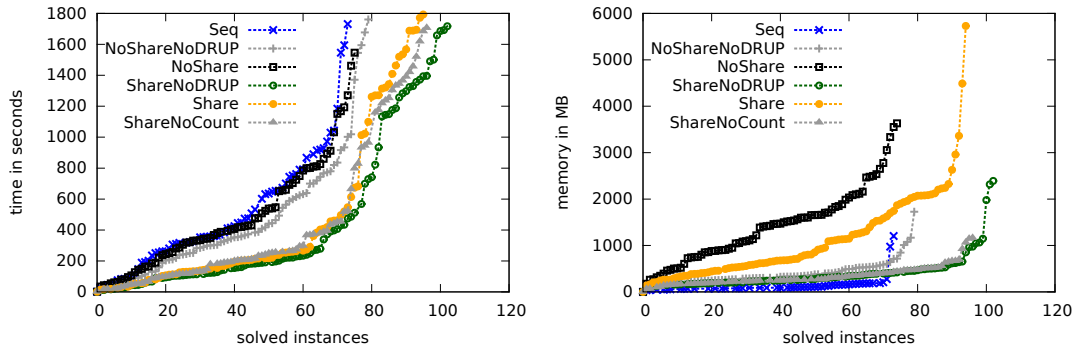 1800
1600
1400
1200
1000
800
600
400
200
0
0 20 40 60 80 100 120
time in seconds
solved instances
Seq
NoShareNoDRUP
NoShare
ShareNoDRUP
Share
ShareNoCount
6000
5000
4000
3000
2000
1000
0
0 20 40 60 80 100 120
memory in MB
solved instances
Seq
NoShareNoDRUP
NoShare
ShareNoDRUP
Share
ShareNoCount